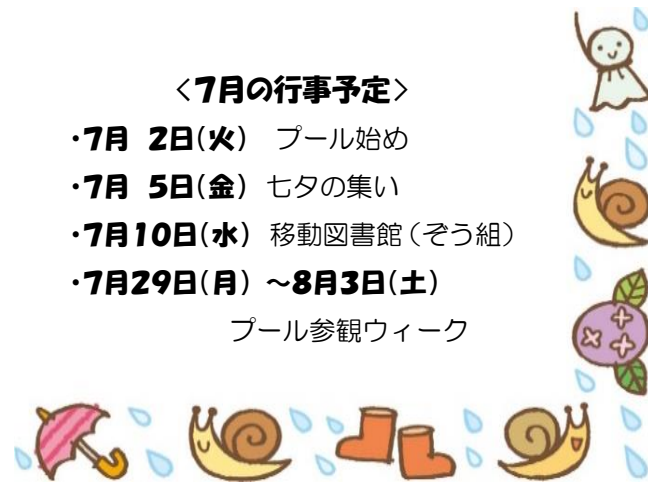 <7月の行事予定>
・7月 2日(火) プール始め
・7月 5日(金) 七夕の集い
・7月10日(水) 移動図書館(ぞう組)
・7月29日(月) ～8月3日(土)
プール参観ウィーク